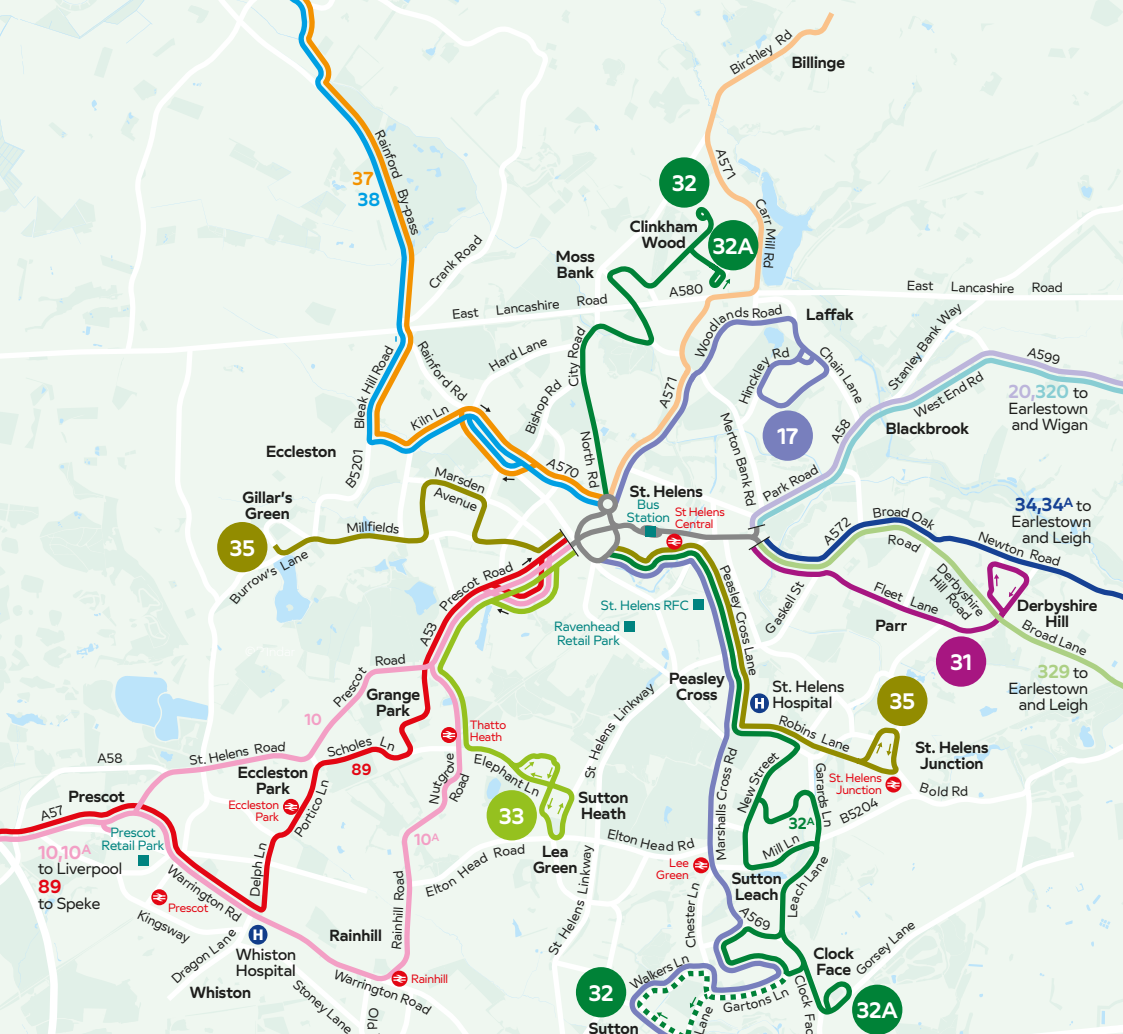 Birchley Rd
Billinge
A571
Rainford By-pass
37
38
32
Clinkham
Wood
32A
Carr Mill Rd
Moss
Bank
Crank Road
A580
East Lancashire Road
East Lancashire Road
Woodlands Road
Laffak
Hard Lane
City Road
Rainford Rd
Bleak Hill Road
Hinckley Rd
Chain Lane
Stanley Bank Way
A599
West End Rd
20,320 to
Earlestown
and Wigan
A571
Bishop Rd
Kiln Ln
17
Blackbrook
A58
Merton Bank Rd
Park Road
Eccleston
B5201
A570
North Rd
Marsden
Avenue
Gillar's
Green
St. Helens
Bus
Station
St Helens
Central
34,34A to
Earlestown
and Leigh
35
Millfields
Burrow's Lane
A572
Broad Oak
Road
Newton Road
Prescot Road
Peasley Cross Lane
Gaskell St
Fleet Lane
Derbyshire
Hill Road
Derbyshire
Hill
St. Helens RFC
Ravenhead
Retail Park
A53
Parr
Broad Lane
31
329 to
Earlestown
and Leigh
Prescot Road
Grange
Park
Peasley
Cross
St. Helens
Hospital
H
35
10
Thatto
Heath
St. Helens Linkway
Robins Lane
St. Helens
Junction
A58
St. Helens Road
Scholes Ln
89
Elephant Ln
Nutgrove
Road
Marshalls Cross Rd
New Street
Garards Ln
St. Helens
Junction
Bold Rd
B5204
Eccleston
Park
Eccleston
Park
Portico Ln
Prescot
A57
Sutton
Heath
33
32A
Prescot
Retail Park
10A
Elton Head Rd
Mill Ln
10,10A
to Liverpool
89
to Speke
Elton Head Road
Lea
Green
Lee
Green
Delph Ln
Warrington Rd
Prescot
Sutton
Leach
Leach Lane
Rainhill Road
St Helens Linkway
Chester Ln
A569
Kingsway
Dragon Lane
H
Whiston
Hospital
Rainhill
Clock
Face
Gorsey Lane
Whiston
Stoney Lane
Warrington Road
Rainhill
Walkers Ln
32
Gartons Ln
32A
Sutton